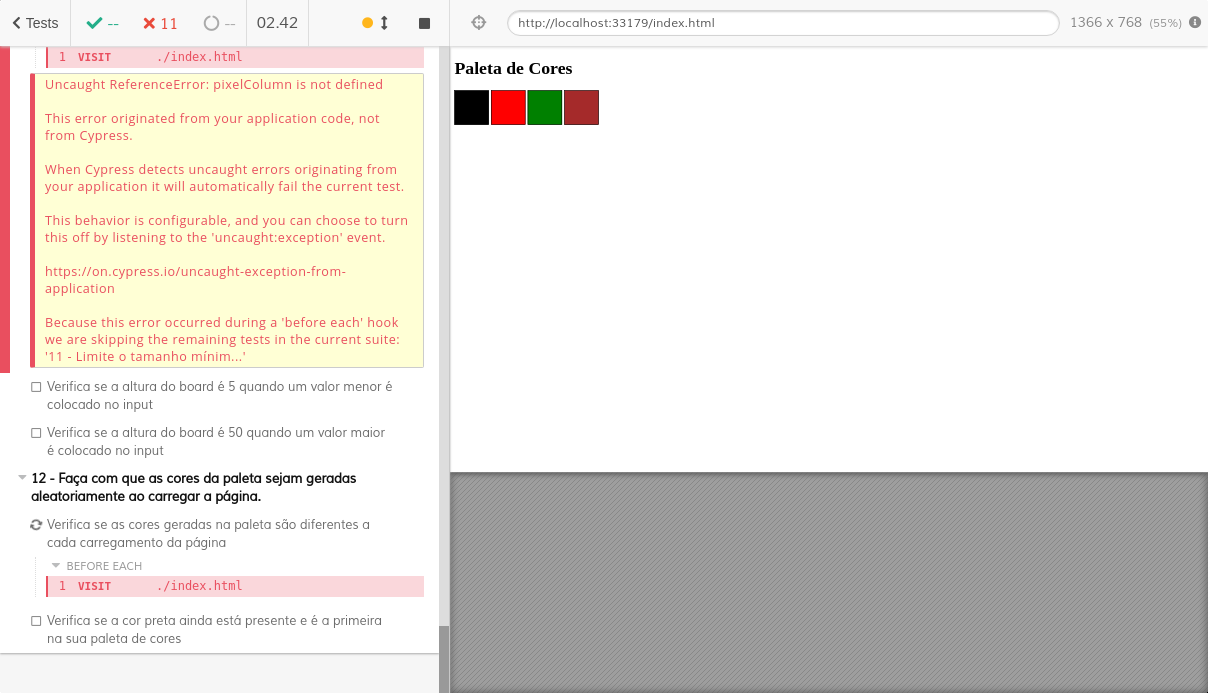 Tests
--
11
--
02.42
http://localhost:33179/index.html
1366 x 768 (55%)
1 VISIT ./index.html
Uncaught ReferenceError: pixelColumn is not defined
This error originated from your application code, not
from Cypress.
When Cypress detects uncaught errors originating from
your application it will automatically fail the current test.
This behavior is configurable, and you can choose to turn
this off by listening to the 'uncaught:exception' event.
https://on.cypress.io/uncaught-exception-from-
application
Because this error occurred during a 'before each' hook
we are skipping the remaining tests in the current suite:
'11 - Limite o tamanho mínim...'
Verifica se a altura do board é 5 quando um valor menor é
colocado no input
Verifica se a altura do board é 50 quando um valor maior
é colocado no input
12 - Faça com que as cores da paleta sejam geradas
aleatoriamente ao carregar a página.
Verifica se as cores geradas na paleta são diferentes a
cada carregamento da página
BEFORE EACH
1 VISIT ./index.html
Verifica se a cor preta ainda está presente e é a primeira
na sua paleta de cores
Paleta de Cores